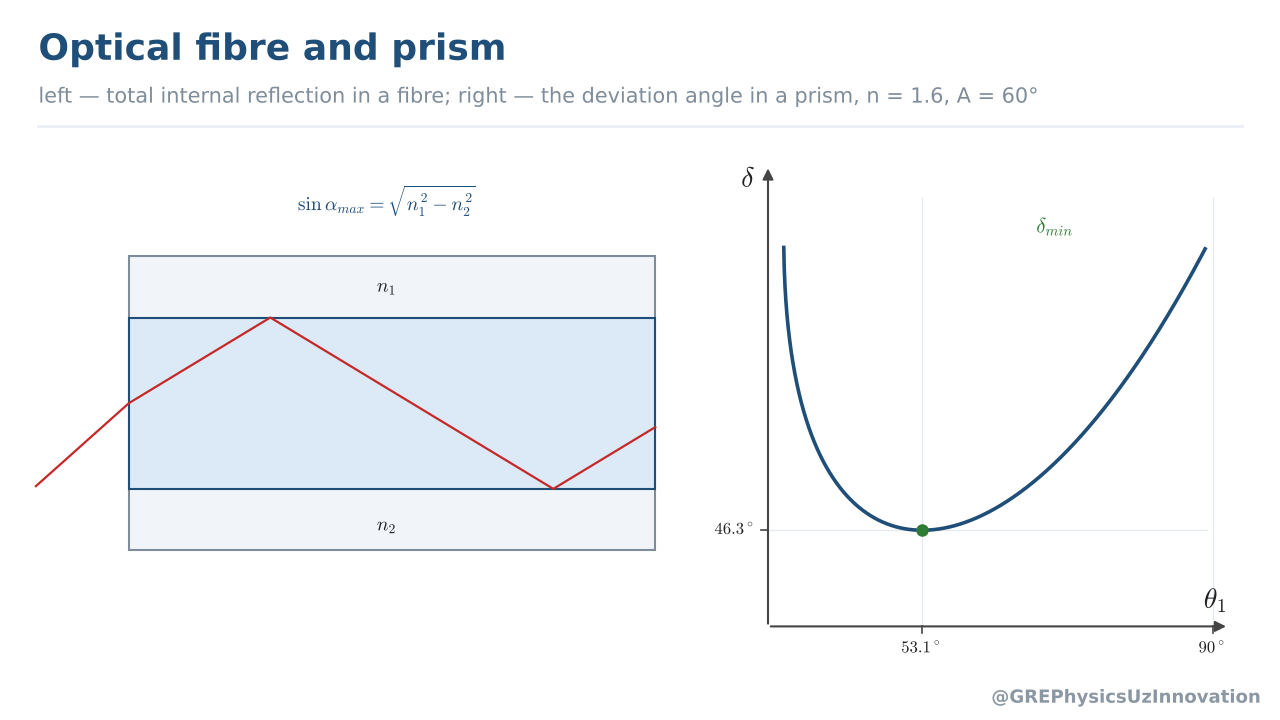 Optical fibre and prism
left — total internal reflection in a fibre; right — the deviation angle in a prism, n = 1.6, A = 60°
sin α_max = √(n₁² − n₂²)
n₁
n₂
δ
δ_min
46.3°
θ₁
53.1°
90°
@GREPhysicsUzInnovation